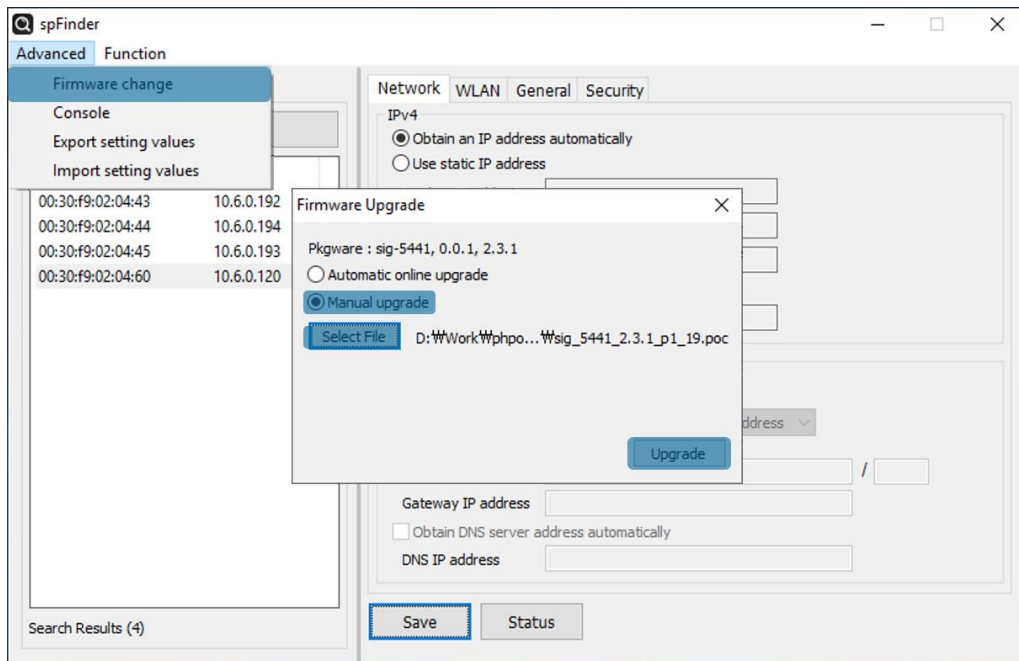 spFinder
Advanced Function
Firmware change
Console
Export setting values
Import setting values
00:30:f9:02:04:43 10.6.0.192
00:30:f9:02:04:44 10.6.0.194
00:30:f9:02:04:45 10.6.0.193
00:30:f9:02:04:60 10.6.0.120
Search Results (4)
Network WLAN General Security
IPv4
Obtain an IP address automatically
Use static IP address
Firmware Upgrade
Pkgware : sig-5441, 0.0.1, 2.3.1
Automatic online upgrade
Manual upgrade
Select File D:₩Work₩phpo...₩sig_5441_2.3.1_p1_19.poc
Upgrade
ddress
/
Gateway IP address
Obtain DNS server address automatically
DNS IP address
Save Status